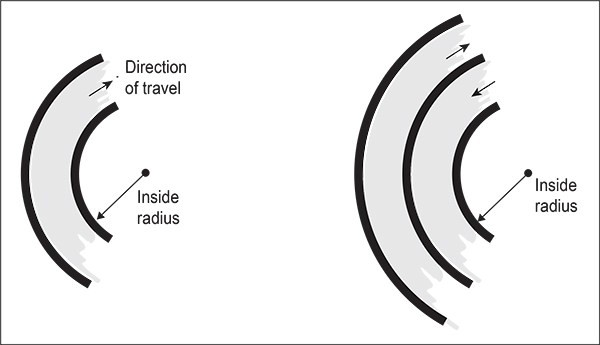 Direction
of travel
Inside
radius
Inside
radius